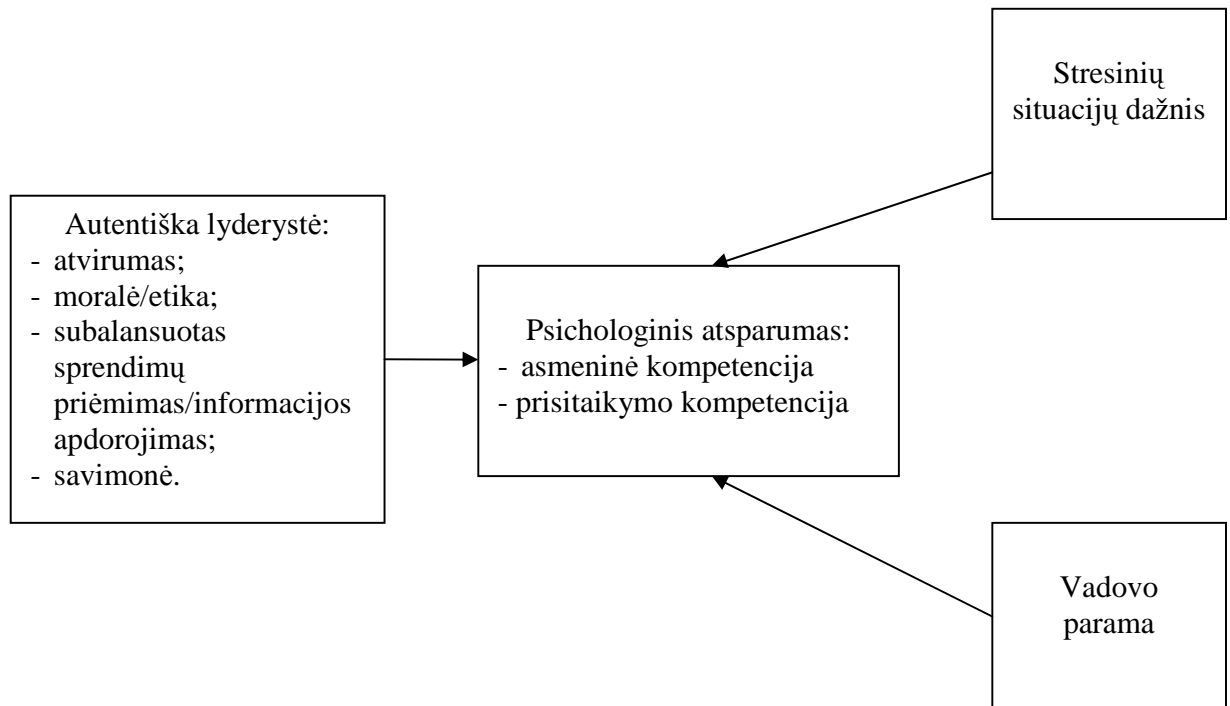 Stresinių
situacijų dažnis
Autentiška lyderystė:
- atvirumas;
- moralė/etika;
- subalansuotas
sprendimų
priėmimas/informacijos
apdorojimas;
- savimonė.
Psichologinis atsparumas:
- asmeninė kompetencija
- prisitaikymo kompetencija
Vadovo
parama